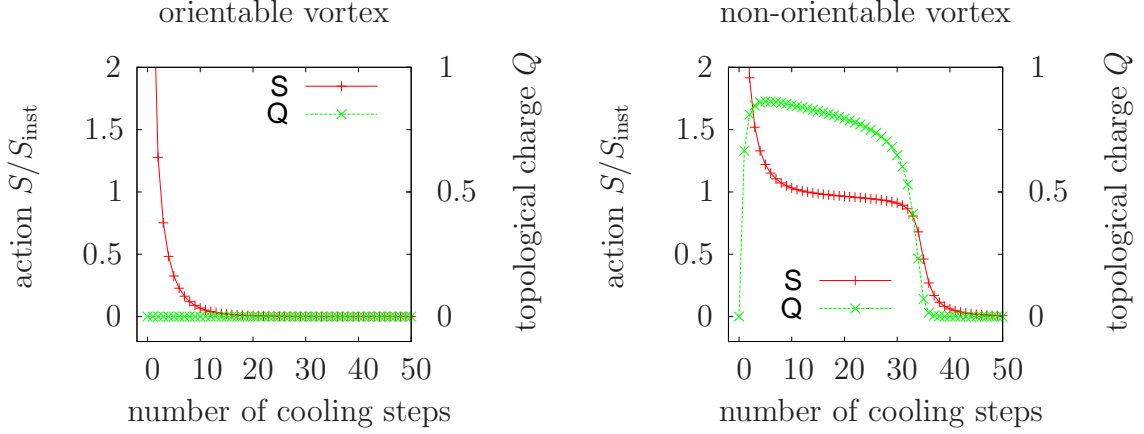 orientable vortex
action S/S_inst
2
1.5
1
0.5
0
S
Q
1
0.5
0
topological charge Q
0 10 20 30 40 50
number of cooling steps
non-orientable vortex
action S/S_inst
2
1.5
1
0.5
0
S
Q
1
0.5
0
topological charge Q
0 10 20 30 40 50
number of cooling steps